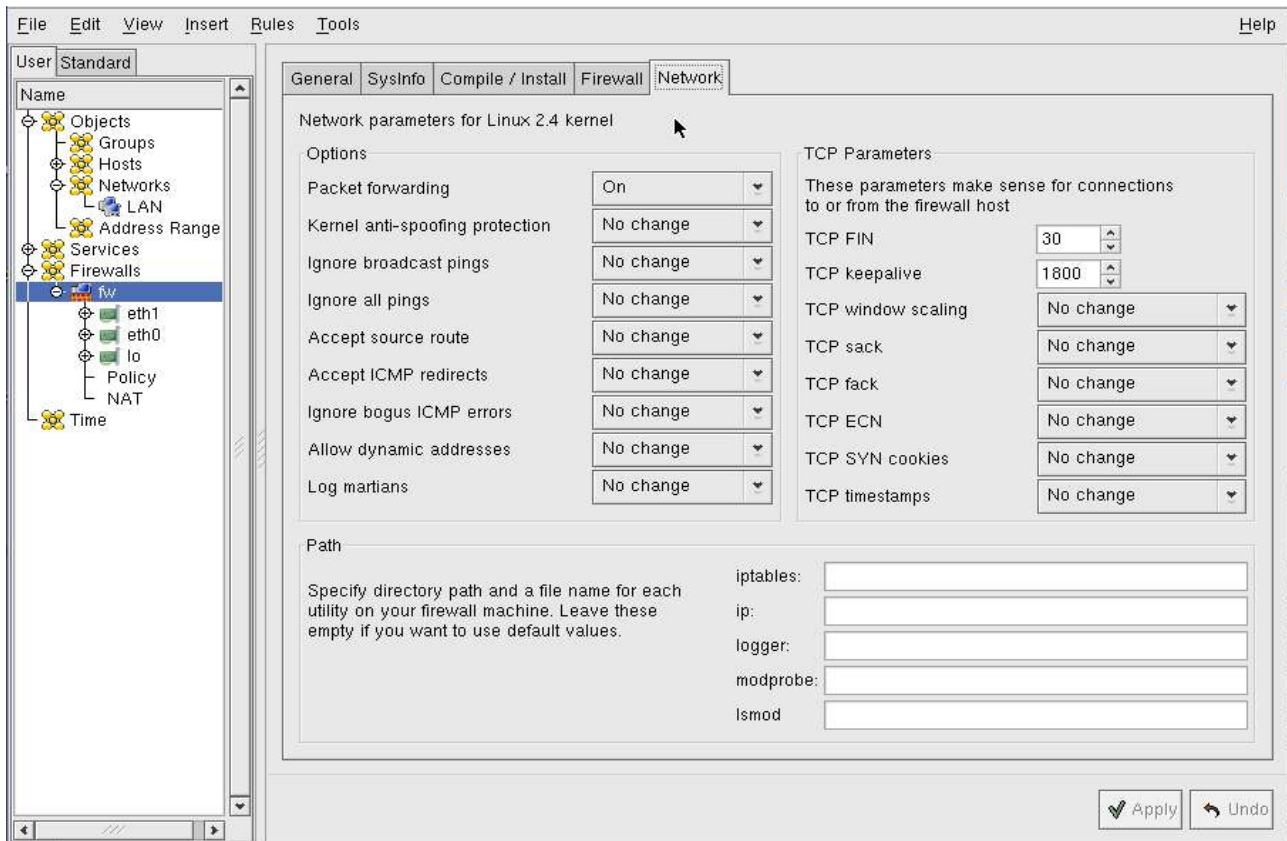 File Edit View Insert Rules Tools Help
User Standard
Name
Objects
Groups
Hosts
Networks
LAN
Address Range
Services
Firewalls
fw
eth1
eth0
lo
Policy
NAT
Time
General SysInfo Compile / Install Firewall Network
Network parameters for Linux 2.4 kernel
Options
Packet forwarding On
Kernel anti-spoofing protection No change
Ignore broadcast pings No change
Ignore all pings No change
Accept source route No change
Accept ICMP redirects No change
Ignore bogus ICMP errors No change
Allow dynamic addresses No change
Log martians No change
TCP Parameters
These parameters make sense for connections
to or from the firewall host
TCP FIN 30
TCP keepalive 1800
TCP window scaling No change
TCP sack No change
TCP fack No change
TCP ECN No change
TCP SYN cookies No change
TCP timestamps No change
Path
Specify directory path and a file name for each
utility on your firewall machine. Leave these
empty if you want to use default values.
iptables:
ip:
logger:
modprobe:
lsmod
Apply Undo